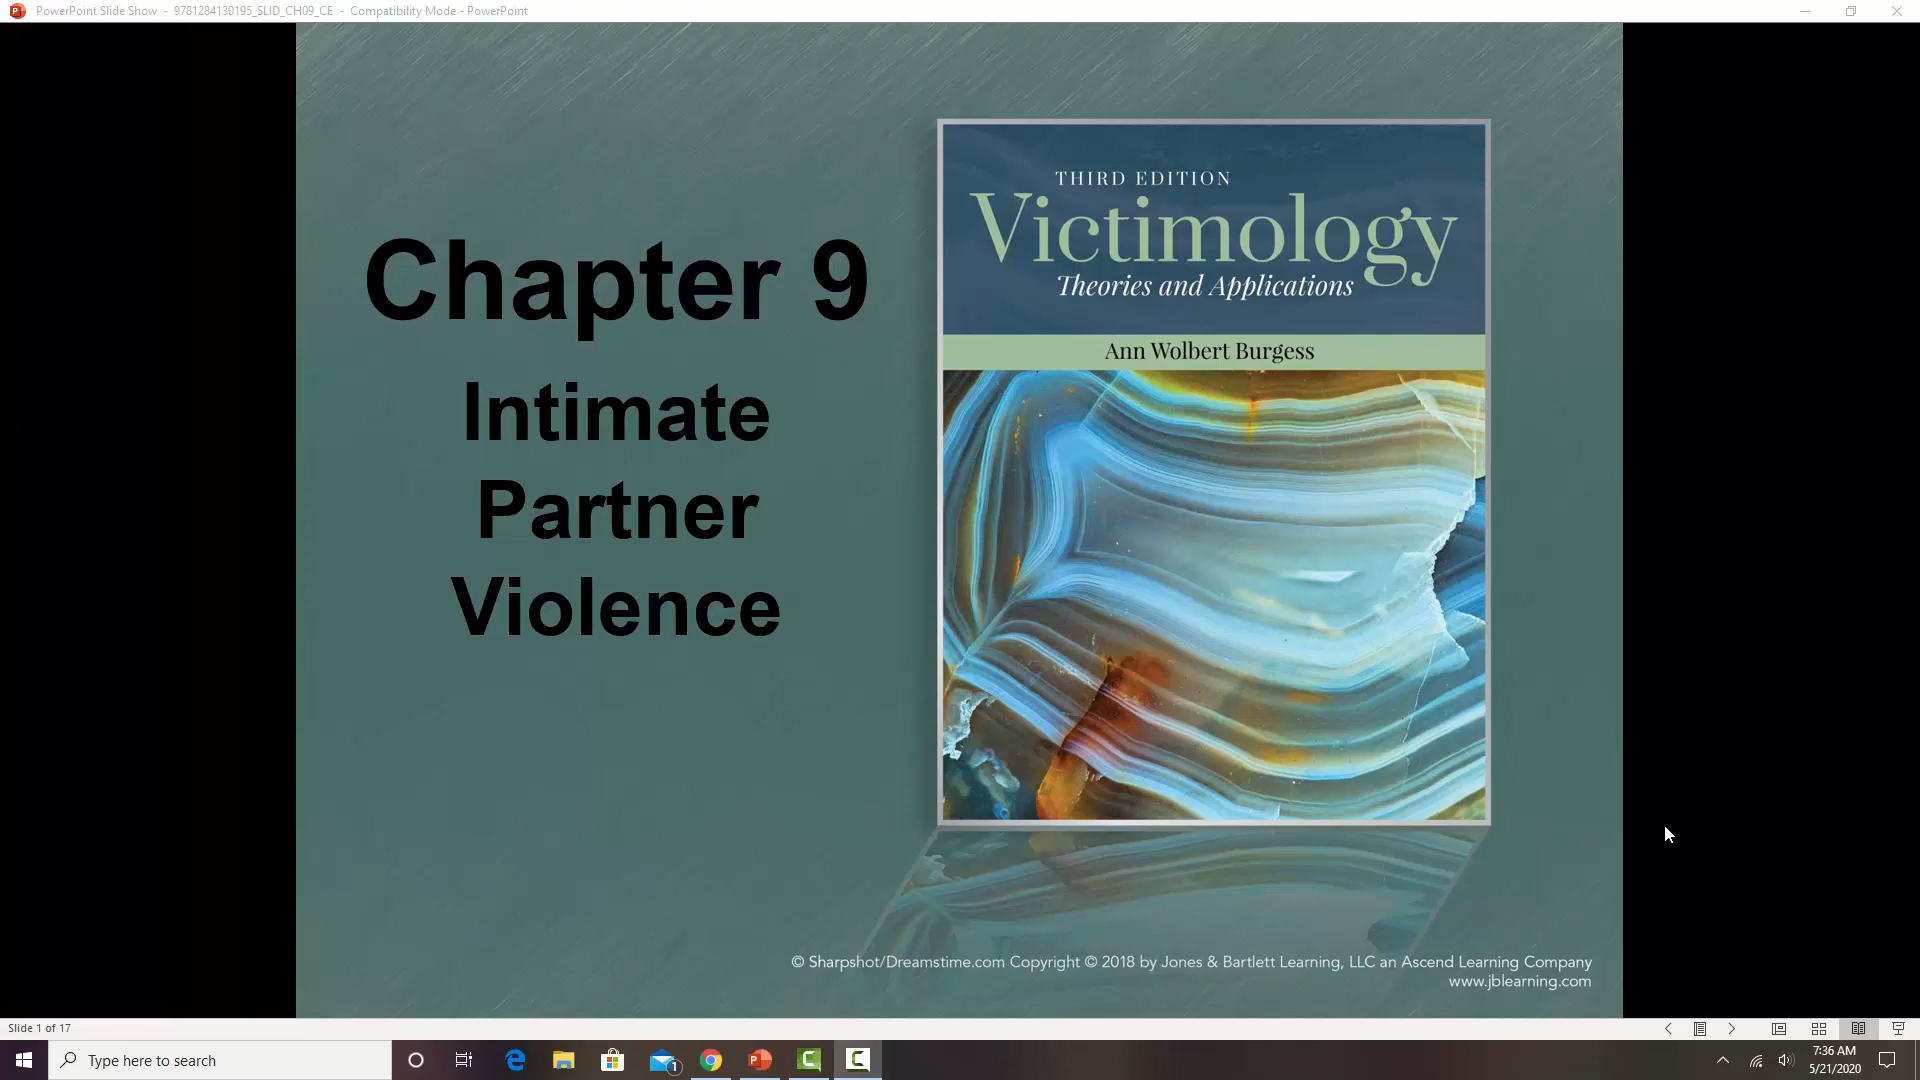 PowerPoint Slide Show - 9781284130195_SLID_CH09_CE - Compatibility Mode - PowerPoint
Chapter 9
Intimate
Partner
Violence
THIRD EDITION
Victimology
Theories and Applications
Ann Wolbert Burgess
© Sharpshot/Dreamstime.com Copyright © 2018 by Jones & Bartlett Learning, LLC an Ascend Learning Company
www.jblearning.com
Slide 1 of 17
Type here to search
1
7:36 AM
5/21/2020